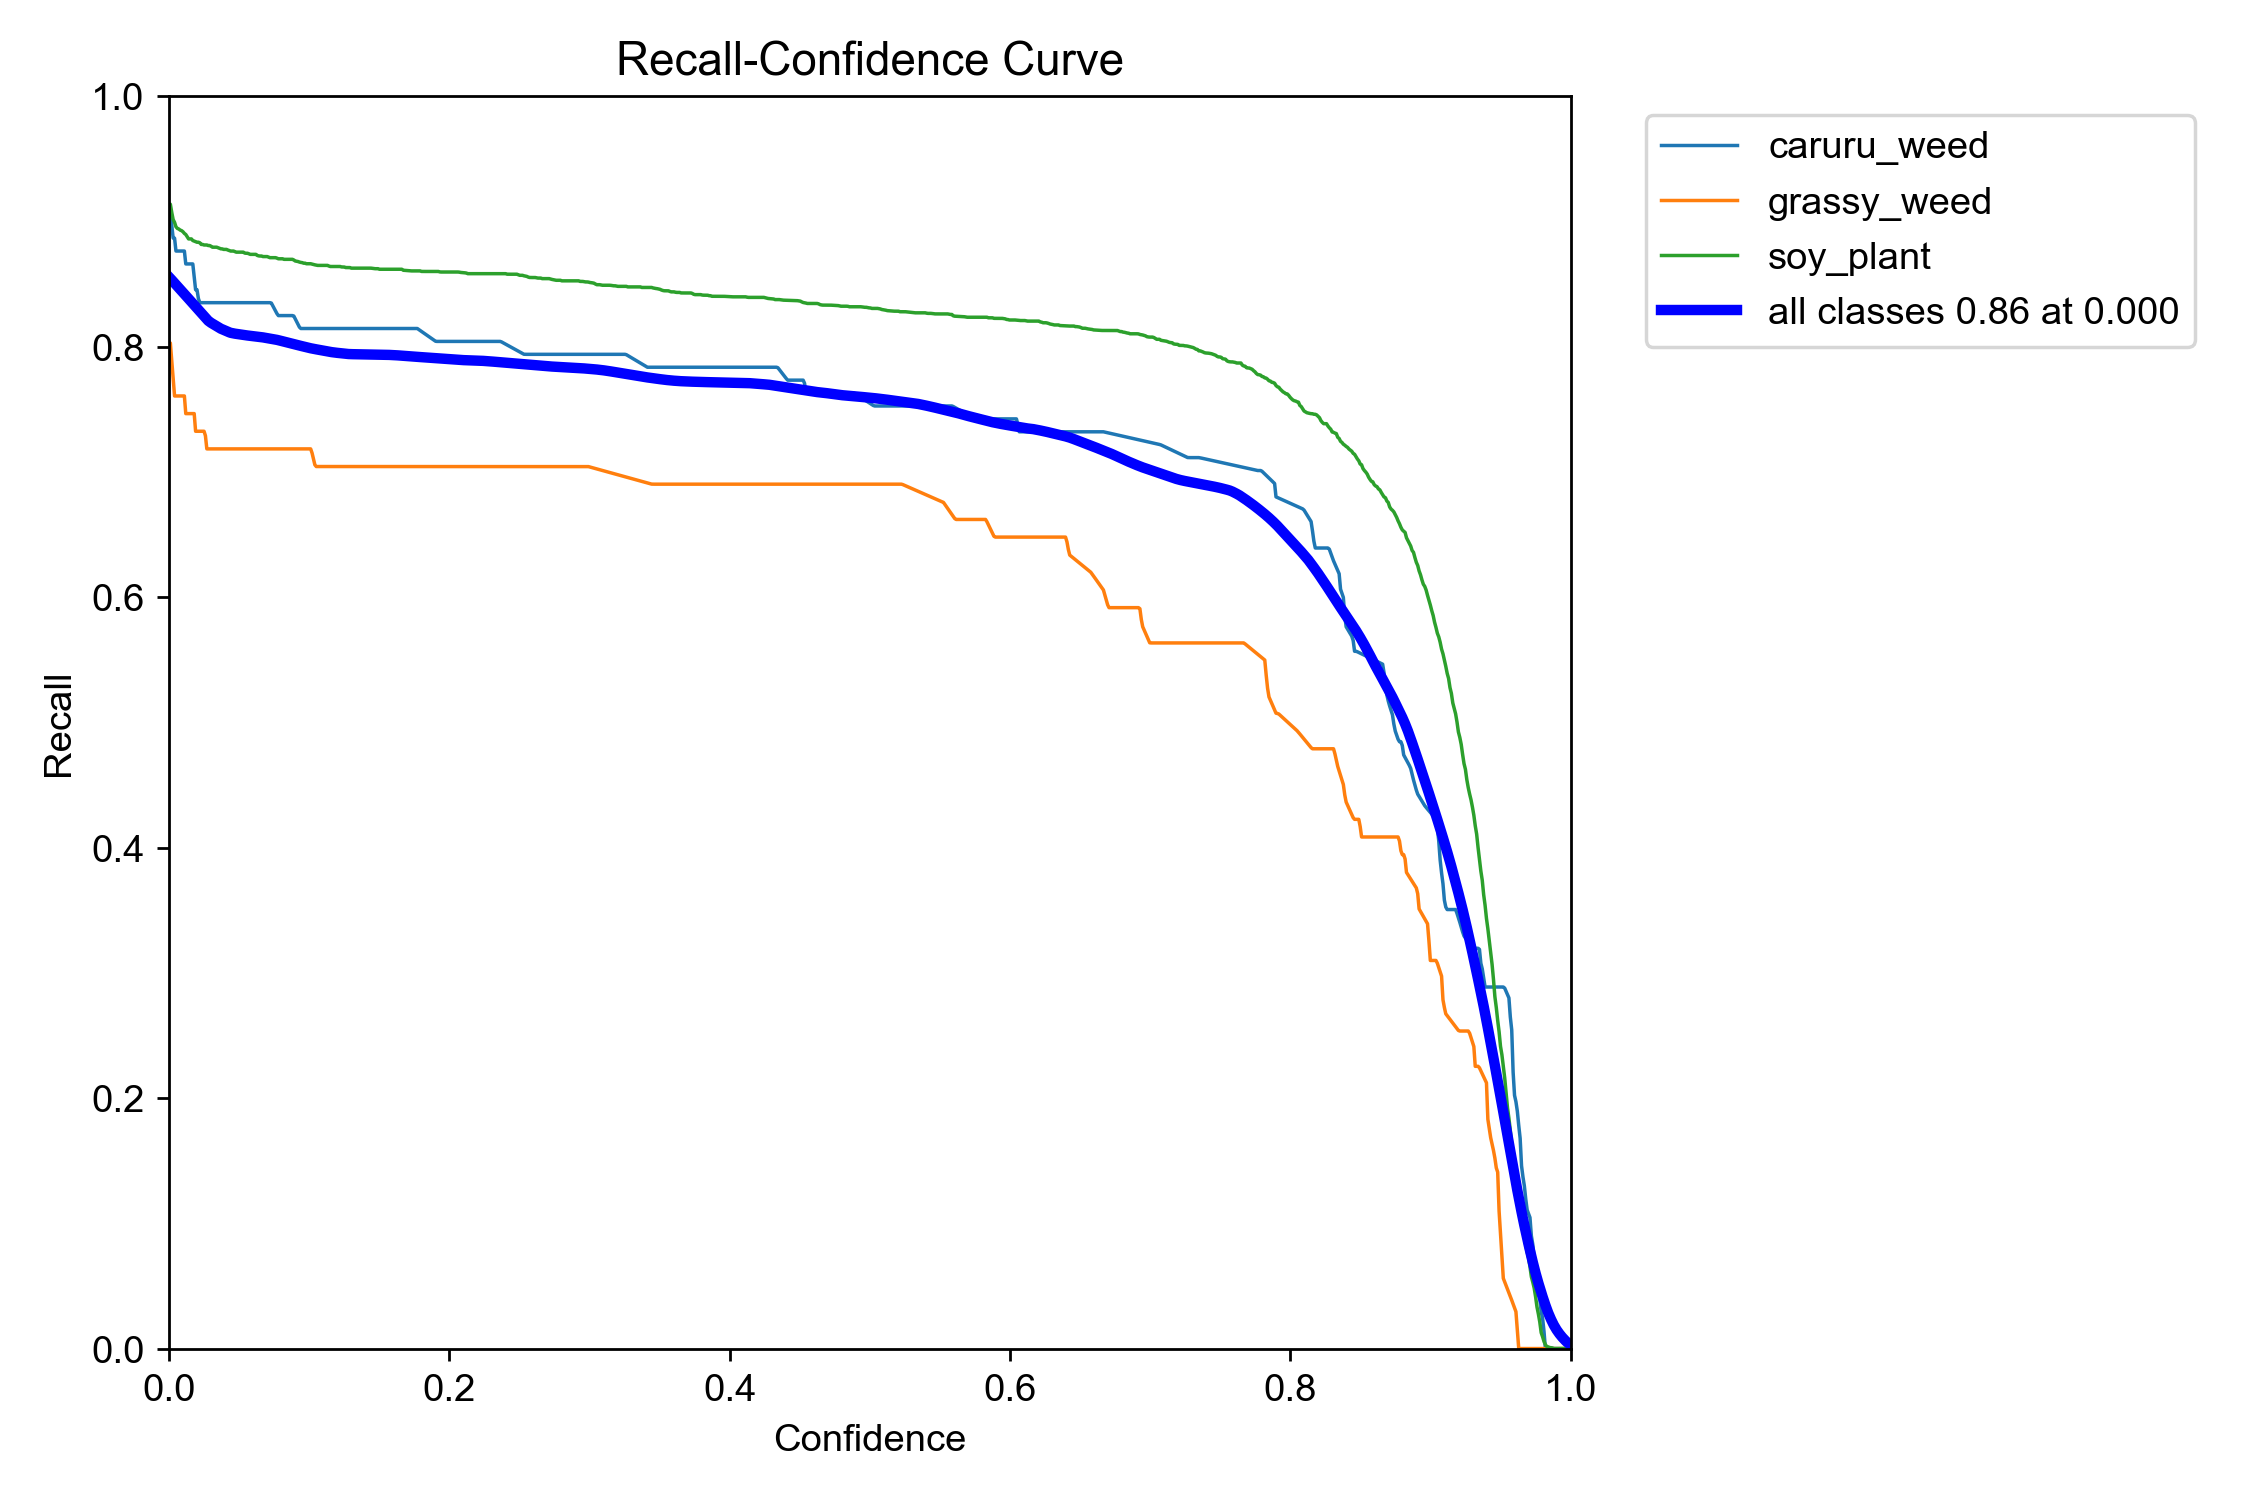 Recall-Confidence Curve
1.0
0.8
0.6
0.4
0.2
0.0
Recall
0.0 0.2 0.4 0.6 0.8 1.0
Confidence
caruru_weed
grassy_weed
soy_plant
all classes 0.86 at 0.000